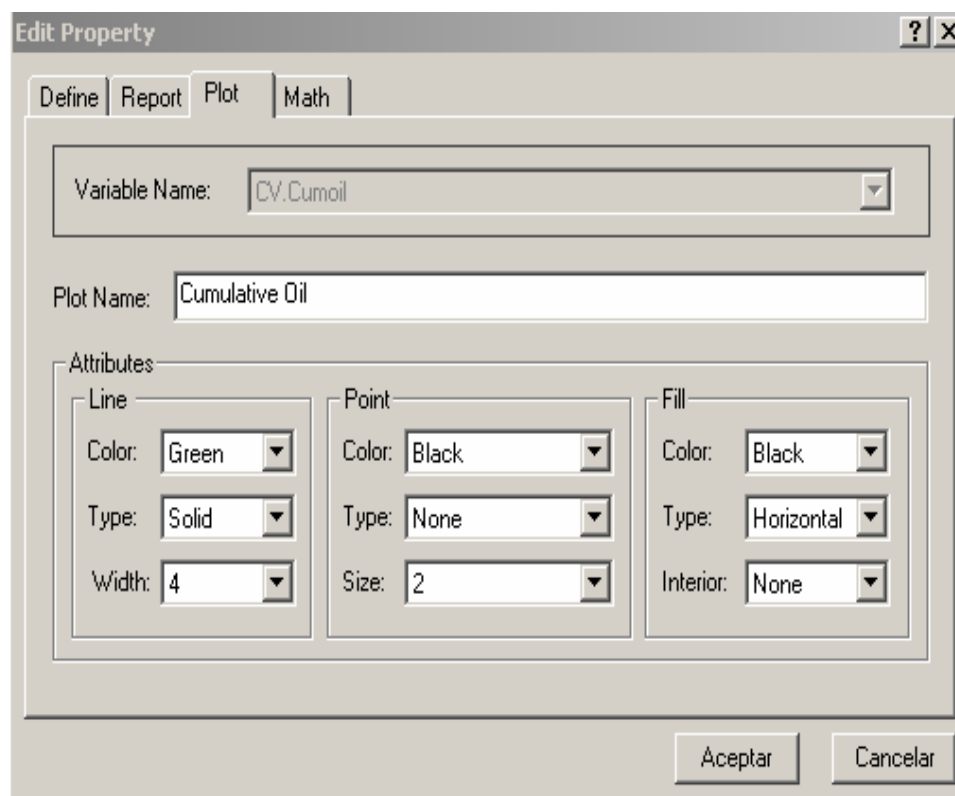 Edit Property
Define Report Plot Math
Variable Name: CV.Cumoil
Plot Name: Cumulative Oil
Attributes
Line Point Fill
Color: Green Color: Black Color: Black
Type: Solid Type: None Type: Horizontal
Width: 4 Size: 2 Interior: None
Aceptar Cancelar